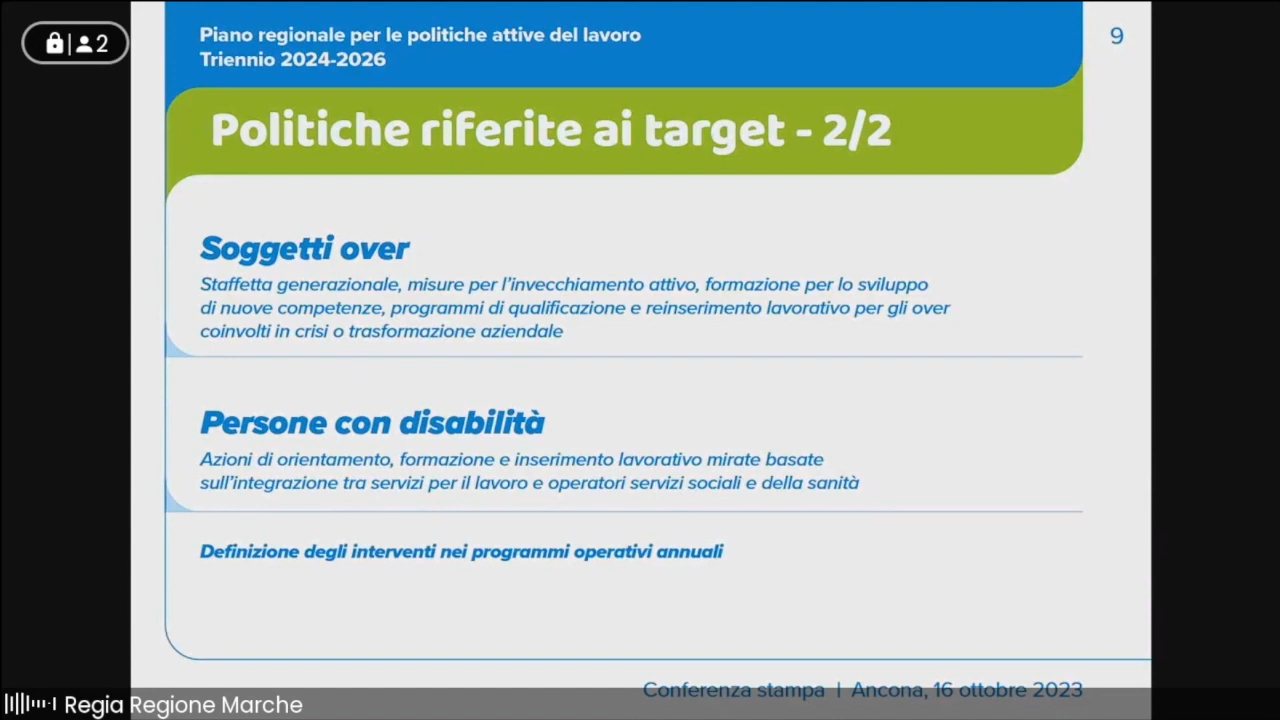 2
Piano regionale per le politiche attive del lavoro
Triennio 2024-2026
9
Politiche riferite ai target - 2/2
Soggetti over
Staffetta generazionale, misure per l'invecchiamento attivo, formazione per lo sviluppo
di nuove competenze, programmi di qualificazione e reinserimento lavorativo per gli over
coinvolti in crisi o trasformazione aziendale
Persone con disabilità
Azioni di orientamento, formazione e inserimento lavorativo mirate basate
sull'integrazione tra servizi per il lavoro e operatori servizi sociali e della sanità
Definizione degli interventi nei programmi operativi annuali
Conferenza stampa | Ancona, 16 ottobre 2023
Regia Regione Marche